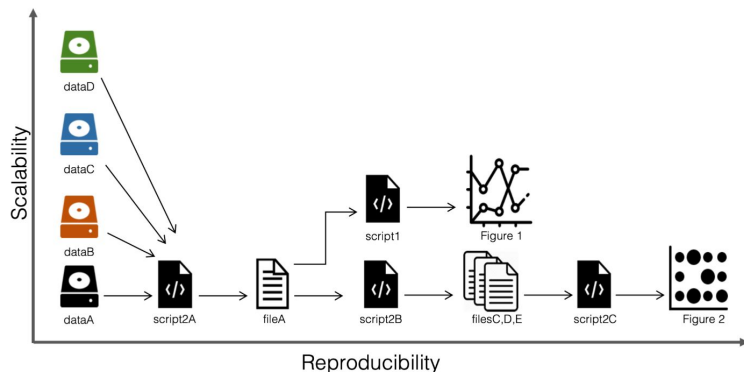 Scalability
dataD
dataC
dataB
dataA
script2A
fileA
script1
Figure 1
script2B
filesC,D,E
script2C
Figure 2
Reproducibility